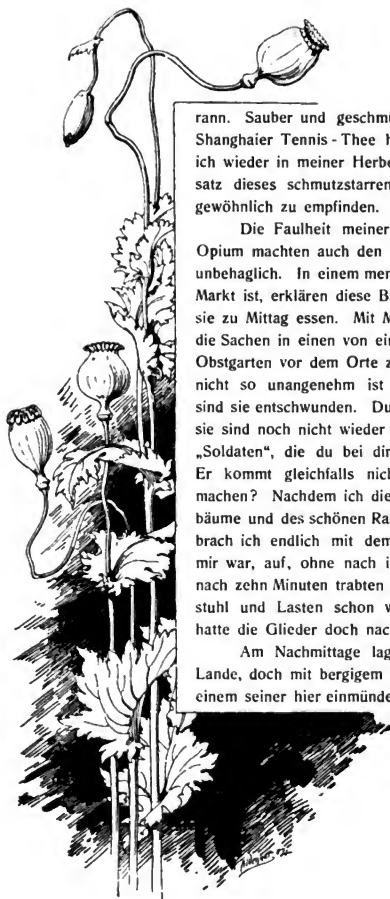 rann. Sauber und geschmu
Shanghaier Tennis-Thee h
ich wieder in meiner Herbe
satz dieses schmutzstarren
gewöhnlich zu empfinden.
Die Faulheit meiner
Opium machten auch den
unbehaglich. In einem mer
Markt ist, erklären diese B
sie zu Mittag essen. Mit M
die Sachen in einen von ein
Obstgarten vor dem Orte z
nicht so unangenehm ist
sind sie entschwunden. Du
sie sind noch nicht wieder
„Soldaten“, die du bei dir
Er kommt gleichfalls nich
machen? Nachdem ich die
bäume und des schönen Ra
brach ich endlich mit dem
mir war, auf, ohne nach i
nach zehn Minuten trabten
stuhl und Lasten schon w
hatte die Glieder doch nac
Am Nachmittage lag
Lande, doch mit bergigem
einem seiner hier einmünde